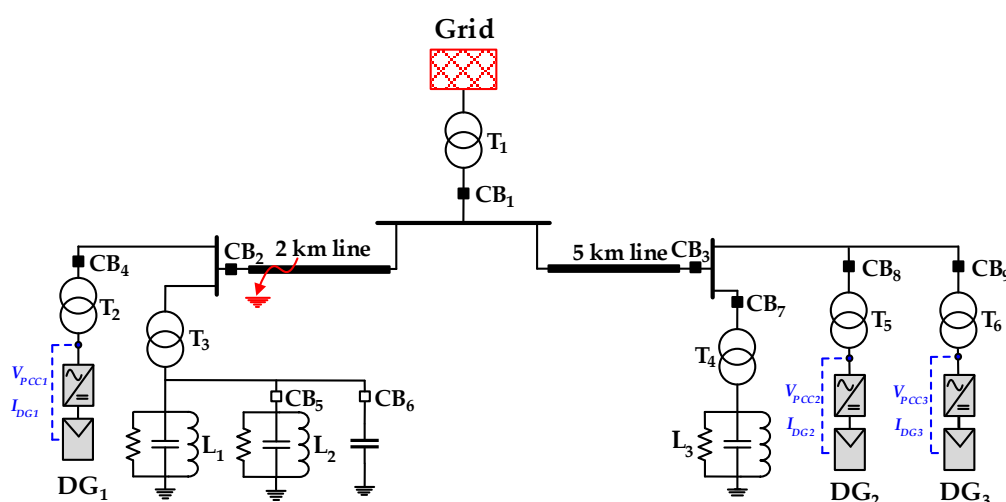 Grid
T1
CB1
CB2
2 km line
5 km line
CB3
CB4
CB8
CB9
T2
T3
CB7
T5
T6
T4
VPCC1
IDG1
CB5
CB6
VPCC2
IDG2
VPCC3
IDG3
L1
L2
L3
DG1
DG2
DG3